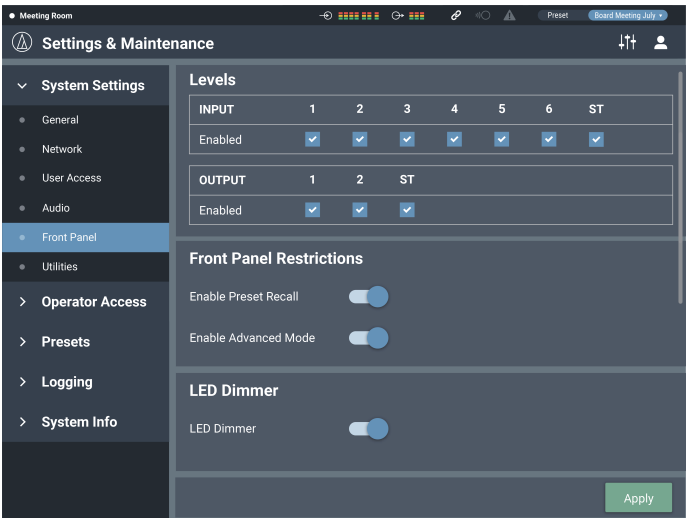 Meeting Room
Preset
Board Meeting July
Settings & Maintenance
System Settings
General
Network
User Access
Audio
Front Panel
Utilities
Operator Access
Presets
Logging
System Info
Levels
INPUT 1 2 3 4 5 6 ST
Enabled
OUTPUT 1 2 ST
Enabled
Front Panel Restrictions
Enable Preset Recall
Enable Advanced Mode
LED Dimmer
LED Dimmer
Apply